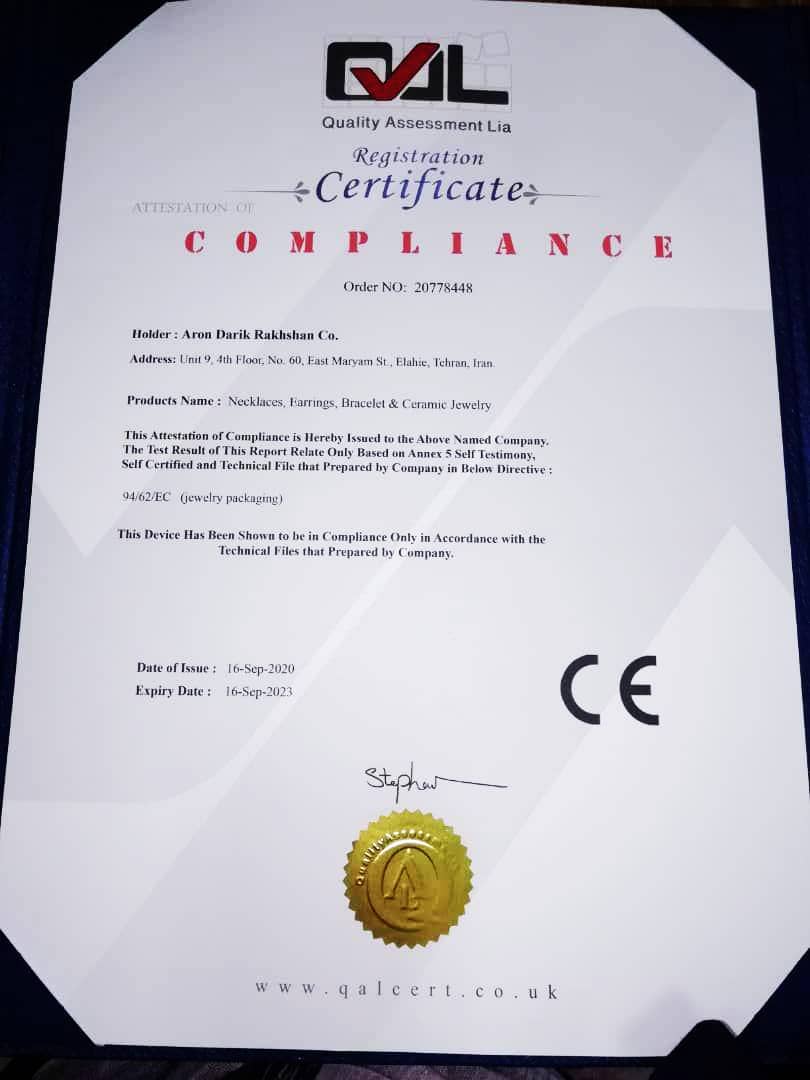 QAL
Quality Assessment Lia
Registration
Certificate
ATTESTATION OF
COMPLIANCE
Order NO: 20778448
Holder : Aron Darik Rakhshan Co.
Address: Unit 9, 4th Floor, No. 60, East Maryam St., Elahie, Tehran, Iran.
Products Name : Necklaces, Earrings, Bracelet & Ceramic Jewelry
This Attestation of Compliance is Hereby Issued to the Above Named Company.
The Test Result of This Report Relate Only Based on Annex 5 Self Testimony,
Self Certified and Technical File that Prepared by Company in Below Directive :
94/62/EC (jewelry packaging)
This Device Has Been Shown to be in Compliance Only in Accordance with the
Technical Files that Prepared by Company.
Date of Issue : 16-Sep-2020
Expiry Date : 16-Sep-2023
CE
www.qalcert.co.uk